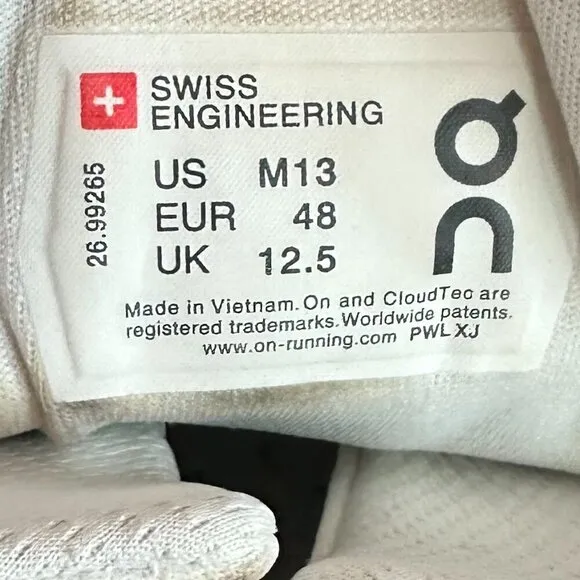 SWISS
ENGINEERING
26.99265
US M13
EUR 48
UK 12.5
Made in Vietnam. On and CloudTec are
registered trademarks. Worldwide patents.
www.on-running.com PWL XJ